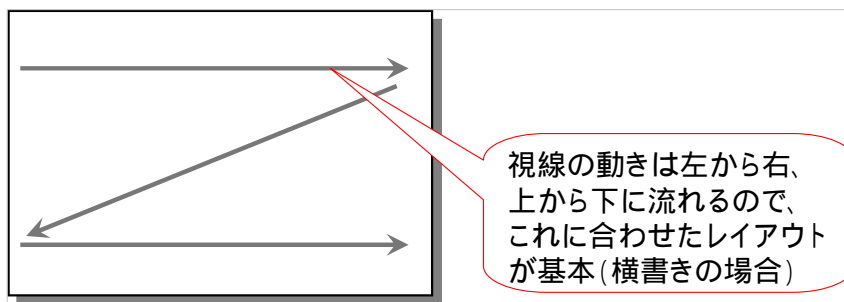 視線の動きは左から右、
上から下に流れるので、
これに合わせたレイアウト
が基本(横書きの場合)